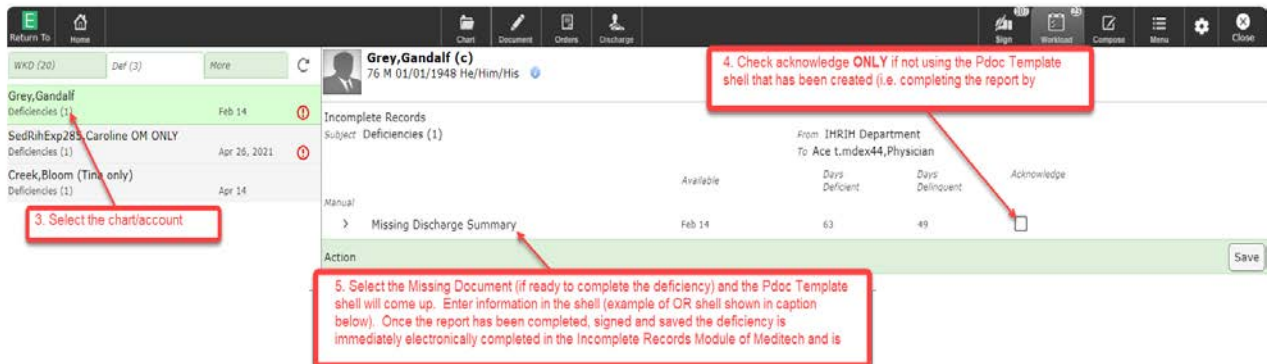 E
Return To
Home
Chart
Document
Orders
Discharge
Sign
Workload
23
Compose
Menu
Close
WKD (20)
Def (3)
More
Grey,Gandalf
Deficiencies (1)
Feb 14
SedRihExp285,Caroline OM ONLY
Deficiencies (1)
Apr 26, 2021
Creek,Bloom (Tina only)
Deficiencies (1)
Apr 14
3. Select the chart/account
Grey,Gandalf (c)
76 M 01/01/1948 He/Him/His
4. Check acknowledge ONLY if not using the Pdoc Template
shell that has been created (i.e. completing the report by
Incomplete Records
Subject Deficiencies (1)
From IHRIH Department
To Ace t.mdex44,Physician
Available
Days
Deficient
Days
Delinquent
Acknowledge
Manual
> Missing Discharge Summary
Feb 14
63
49
Action
Save
5. Select the Missing Document (if ready to complete the deficiency) and the Pdoc Template
shell will come up. Enter information in the shell (example of OR shell shown in caption
below). Once the report has been completed, signed and saved the deficiency is
immediately electronically completed in the Incomplete Records Module of Meditech and is